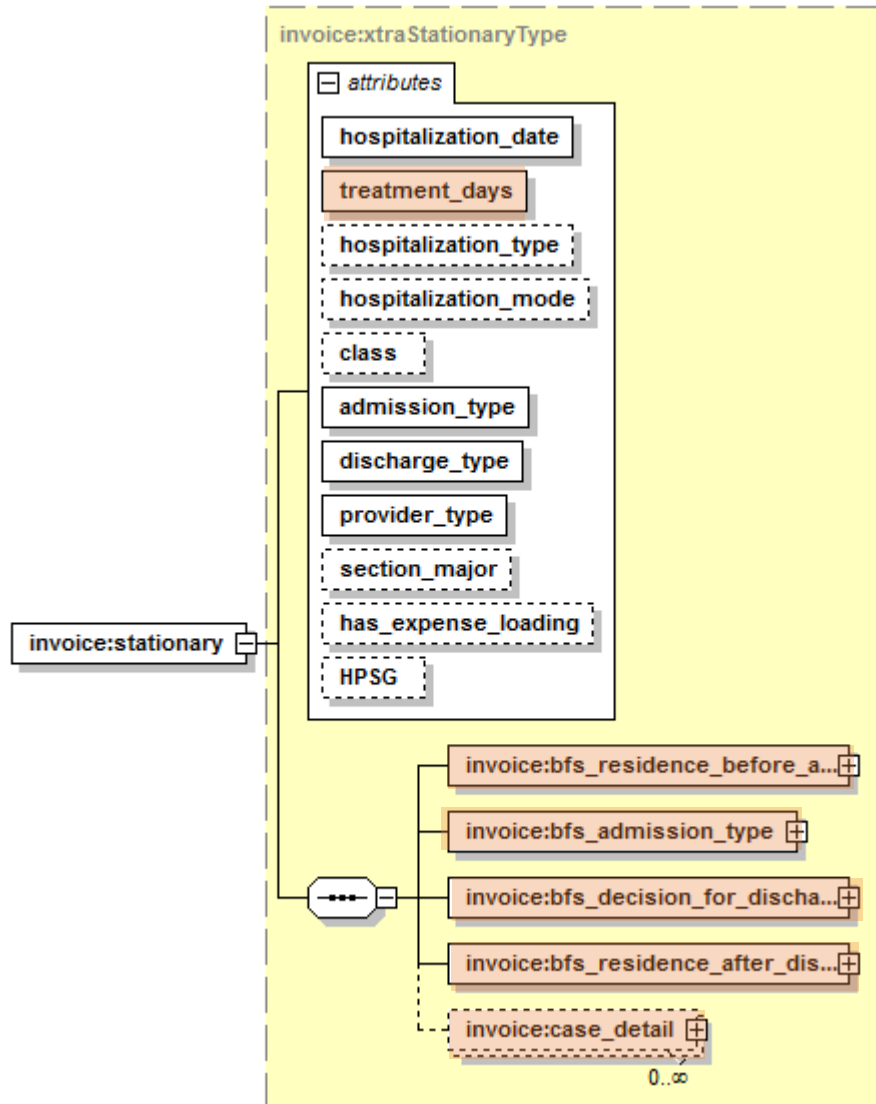 invoice:xtraStationaryType
attributes
hospitalization_date
treatment_days
hospitalization_type
hospitalization_mode
class
admission_type
discharge_type
provider_type
section_major
has_expense_loading
HPSG
invoice:stationary
invoice:bfs_residence_before_a...
invoice:bfs_admission_type
invoice:bfs_decision_for_discha...
invoice:bfs_residence_after_dis...
invoice:case_detail
0..∞